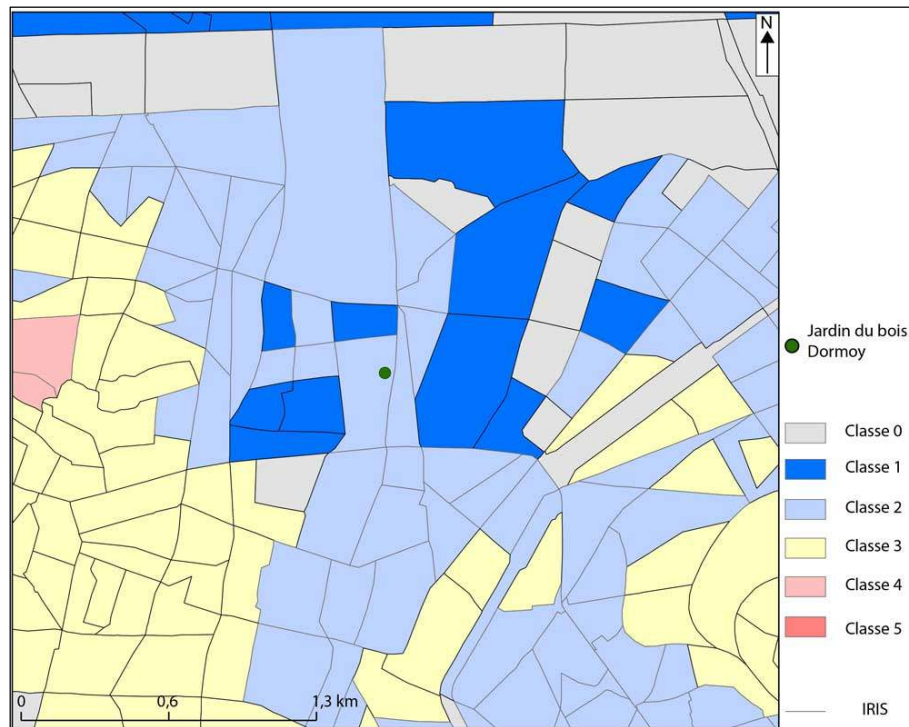 N
Jardin du bois
Dormoy
Classe 0
Classe 1
Classe 2
Classe 3
Classe 4
Classe 5
IRIS
0 0,6 1,3 km